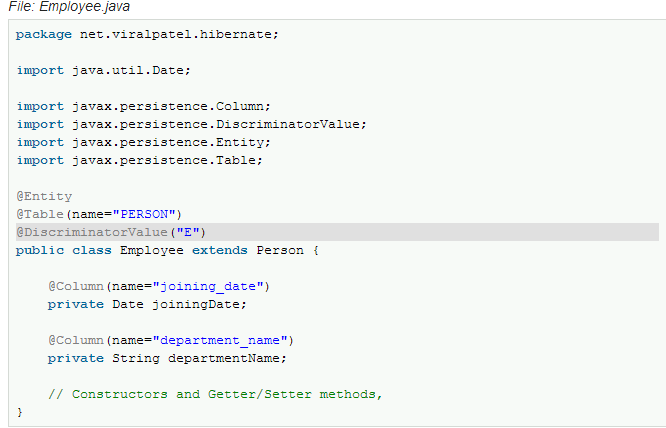 File: Employee.java
package net.viralpatel.hibernate;
import java.util.Date;
import javax.persistence.Column;
import javax.persistence.DiscriminatorValue;
import javax.persistence.Entity;
import javax.persistence.Table;
@Entity
@Table(name="PERSON")
@DiscriminatorValue("E")
public class Employee extends Person {
@Column(name="joining_date")
private Date joiningDate;
@Column(name="department_name")
private String departmentName;
// Constructors and Getter/Setter methods,
}